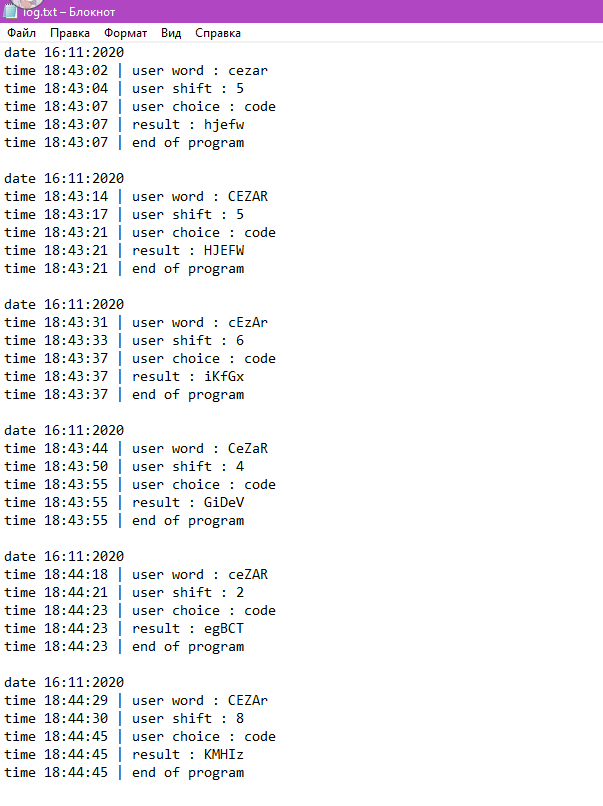 log.txt – Блокнот
Файл Правка Формат Вид Справка
date 16:11:2020
time 18:43:02 | user word : cezar
time 18:43:04 | user shift : 5
time 18:43:07 | user choice : code
time 18:43:07 | result : hjefw
time 18:43:07 | end of program
date 16:11:2020
time 18:43:14 | user word : CEZAR
time 18:43:17 | user shift : 5
time 18:43:21 | user choice : code
time 18:43:21 | result : HJEFW
time 18:43:21 | end of program
date 16:11:2020
time 18:43:31 | user word : cEzAr
time 18:43:33 | user shift : 6
time 18:43:37 | user choice : code
time 18:43:37 | result : iKfGx
time 18:43:37 | end of program
date 16:11:2020
time 18:43:44 | user word : CeZaR
time 18:43:50 | user shift : 4
time 18:43:55 | user choice : code
time 18:43:55 | result : GiDeV
time 18:43:55 | end of program
date 16:11:2020
time 18:44:18 | user word : ceZAR
time 18:44:21 | user shift : 2
time 18:44:23 | user choice : code
time 18:44:23 | result : egBCT
time 18:44:23 | end of program
date 16:11:2020
time 18:44:29 | user word : CEZAr
time 18:44:30 | user shift : 8
time 18:44:45 | user choice : code
time 18:44:45 | result : KMHIz
time 18:44:45 | end of program